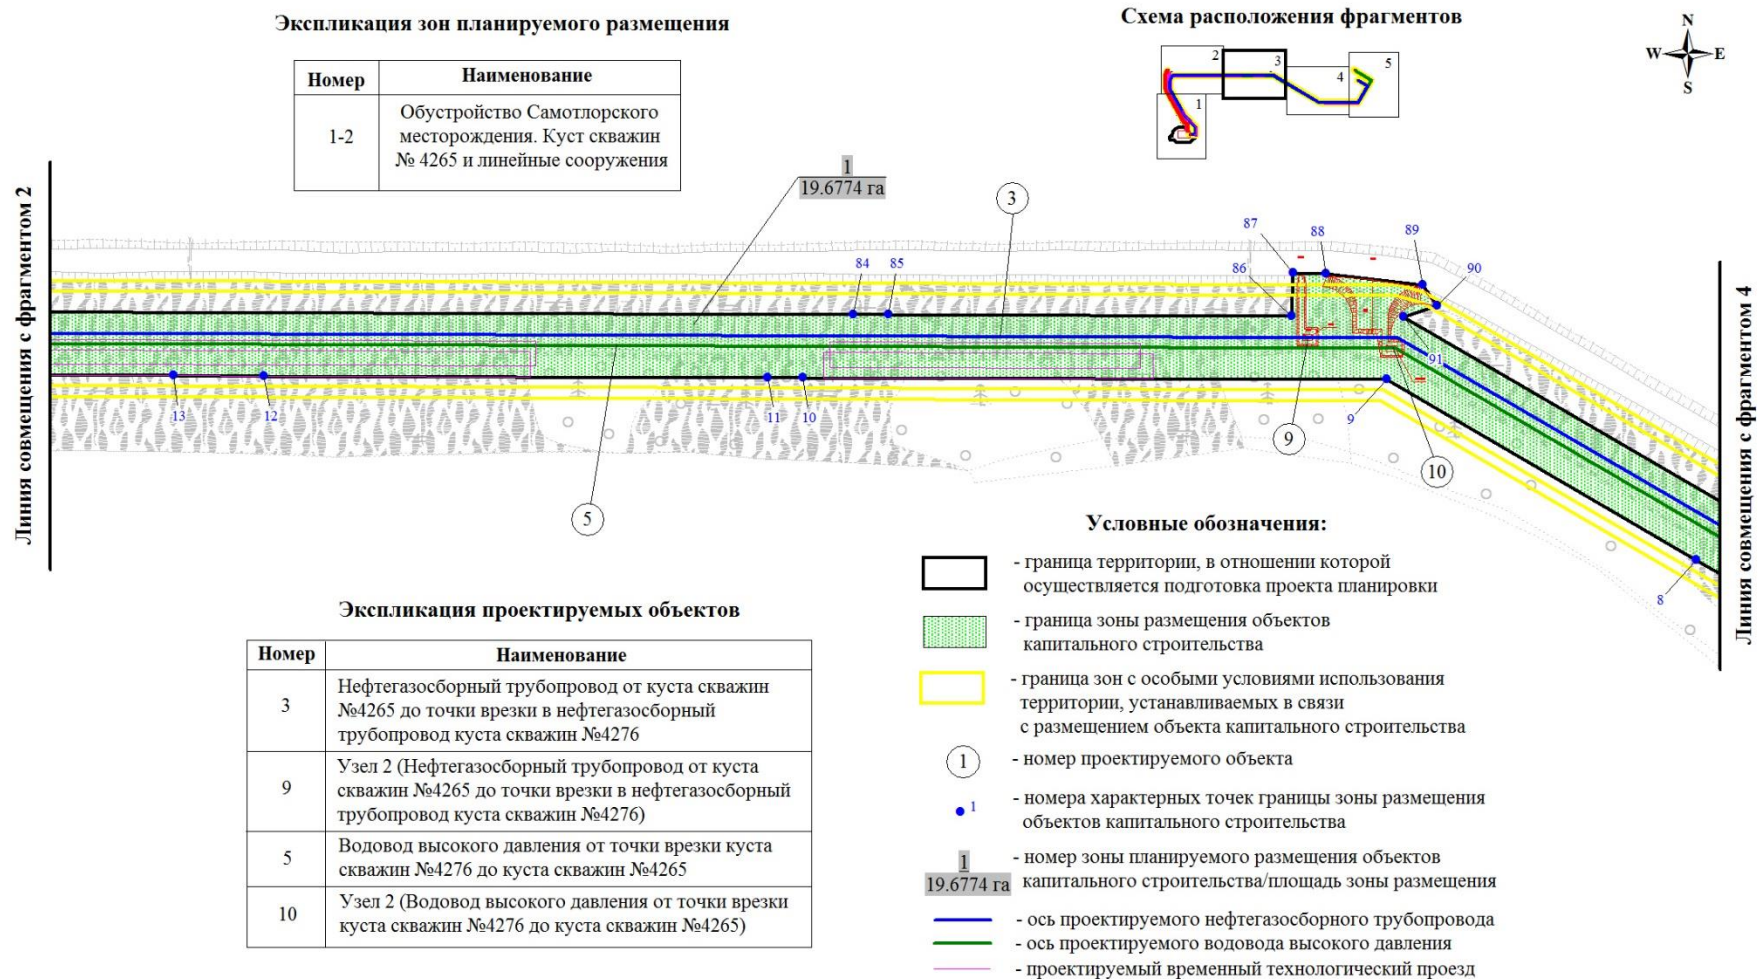 Экспликация зон планируемого размещения
Номер
Наименование
1-2
Обустройство Самотлорского
месторождения. Куст скважин
№ 4265 и линейные сооружения
Схема расположения фрагментов
1
2
3
4
5
N
W
E
S
Линия совмещения с фрагментом 2
1
19.6774 га
3
84
85
86
87
88
89
90
91
13
12
11
10
9
8
5
9
10
Линия совмещения с фрагментом 4
Экспликация проектируемых объектов
Номер
Наименование
3
Нефтегазосборный трубопровод от куста скважин
№4265 до точки врезки в нефтегазосборный
трубопровод куста скважин №4276
9
Узел 2 (Нефтегазосборный трубопровод от куста
скважин №4265 до точки врезки в нефтегазосборный
трубопровод куста скважин №4276)
5
Водовод высокого давления от точки врезки куста
скважин №4276 до куста скважин №4265
10
Узел 2 (Водовод высокого давления от точки врезки
куста скважин №4276 до куста скважин №4265)
Условные обозначения:
- граница территории, в отношении которой
осуществляется подготовка проекта планировки
- граница зоны размещения объектов
капитального строительства
- граница зон с особыми условиями использования
территории, устанавливаемых в связи
с размещением объекта капитального строительства
1
- номер проектируемого объекта
1
- номера характерных точек границы зоны размещения
объектов капитального строительства
1
19.6774 га
- номер зоны планируемого размещения объектов
капитального строительства/площадь зоны размещения
- ось проектируемого нефтегазосборного трубопровода
- ось проектируемого водовода высокого давления
- проектируемый временный технологический проезд